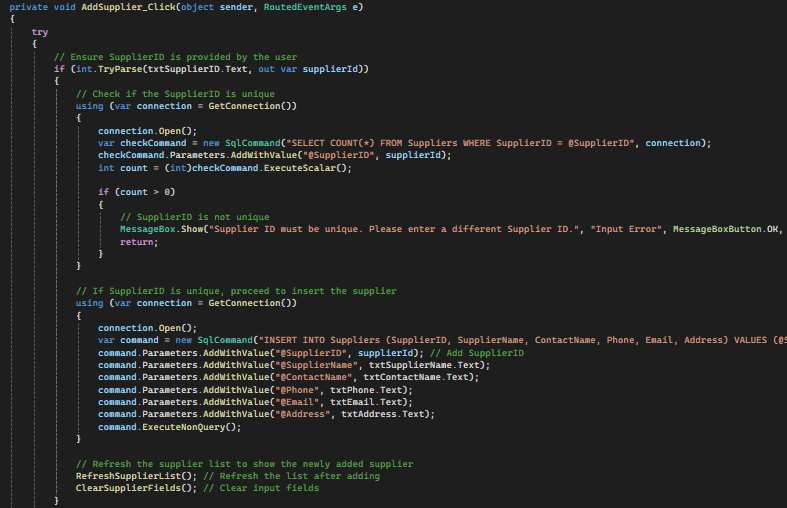 private void AddSupplier_Click(object sender, RoutedEventArgs e)
{
try
{
// Ensure SupplierID is provided by the user
if (int.TryParse(txtSupplierID.Text, out var supplierId))
{
// Check if the SupplierID is unique
using (var connection = GetConnection())
{
connection.Open();
var checkCommand = new SqlCommand("SELECT COUNT(*) FROM Suppliers WHERE SupplierID = @SupplierID", connection);
checkCommand.Parameters.AddWithValue("@SupplierID", supplierId);
int count = (int)checkCommand.ExecuteScalar();
if (count > 0)
{
// SupplierID is not unique
MessageBox.Show("Supplier ID must be unique. Please enter a different Supplier ID.", "Input Error", MessageBoxButton.OK,
return;
}
}
// If SupplierID is unique, proceed to insert the supplier
using (var connection = GetConnection())
{
connection.Open();
var command = new SqlCommand("INSERT INTO Suppliers (SupplierID, SupplierName, ContactName, Phone, Email, Address) VALUES (@S
command.Parameters.AddWithValue("@SupplierID", supplierId); // Add SupplierID
command.Parameters.AddWithValue("@SupplierName", txtSupplierName.Text);
command.Parameters.AddWithValue("@ContactName", txtContactName.Text);
command.Parameters.AddWithValue("@Phone", txtPhone.Text);
command.Parameters.AddWithValue("@Email", txtEmail.Text);
command.Parameters.AddWithValue("@Address", txtAddress.Text);
command.ExecuteNonQuery();
}
// Refresh the supplier list to show the newly added supplier
RefreshSupplierList(); // Refresh the list after adding
ClearSupplierFields(); // Clear input fields
}